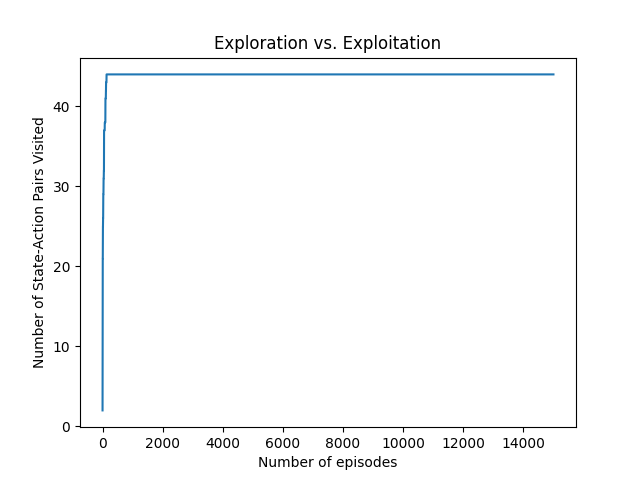 Exploration vs. Exploitation
Number of State-Action Pairs Visited
40
30
20
10
0
0 2000 4000 6000 8000 10000 12000 14000
Number of episodes